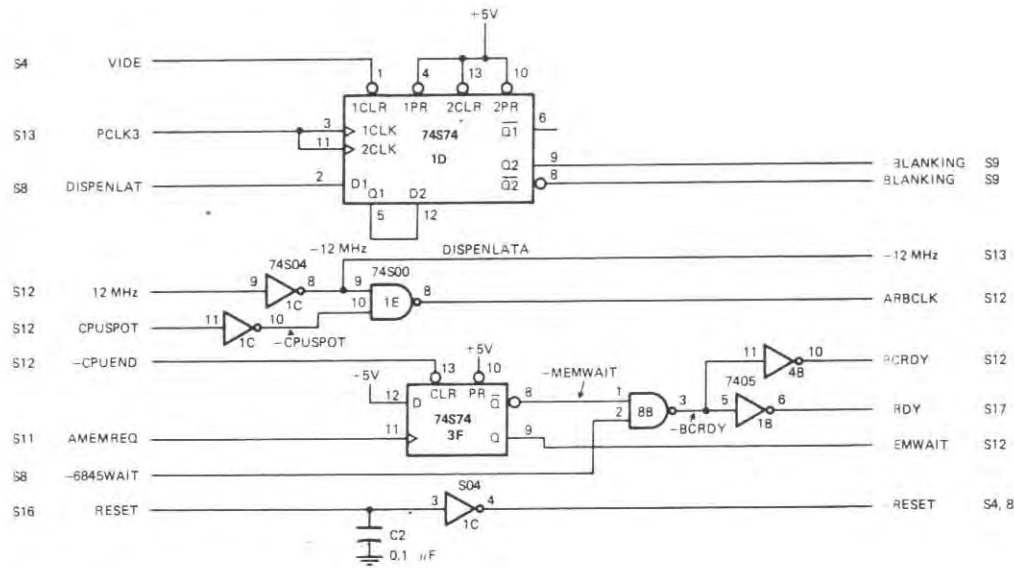 +5V
S4 VIDE
1 4 13 10
1CLR 1PR 2CLR 2PR
S13 PCLK3
3 1CLK 74S74 Q1 6
11 2CLK 1D
Q2 9 -BLANKING S9
S8 DISPENLAT 2 D1 Q2 8 BLANKING S9
Q1 D2
5 12
-12 MHz DISPENLATA -12 MHz S13
74S04 74S00
S12 12 MHz 9 8 9 8
1C 10 1E ARBCLK S12
S12 CPUSPOT 11 10
1C -CPUSPOT
S12 -CPUEND +5V
13 10
-5V 12 D CLR PR Q 8 -MEMWAIT 1
11 10 BCRDY S12
4B
7405
74S74 2 8B 3 5 6 RDY S17
-BCRDY 1B
S11 AMEMREQ 11 3F Q 9 EMWAIT S12
S8 -6845WAIT
S04
S16 RESET 3 4 -RESET S4, 8
1C
C2
0.1 µF